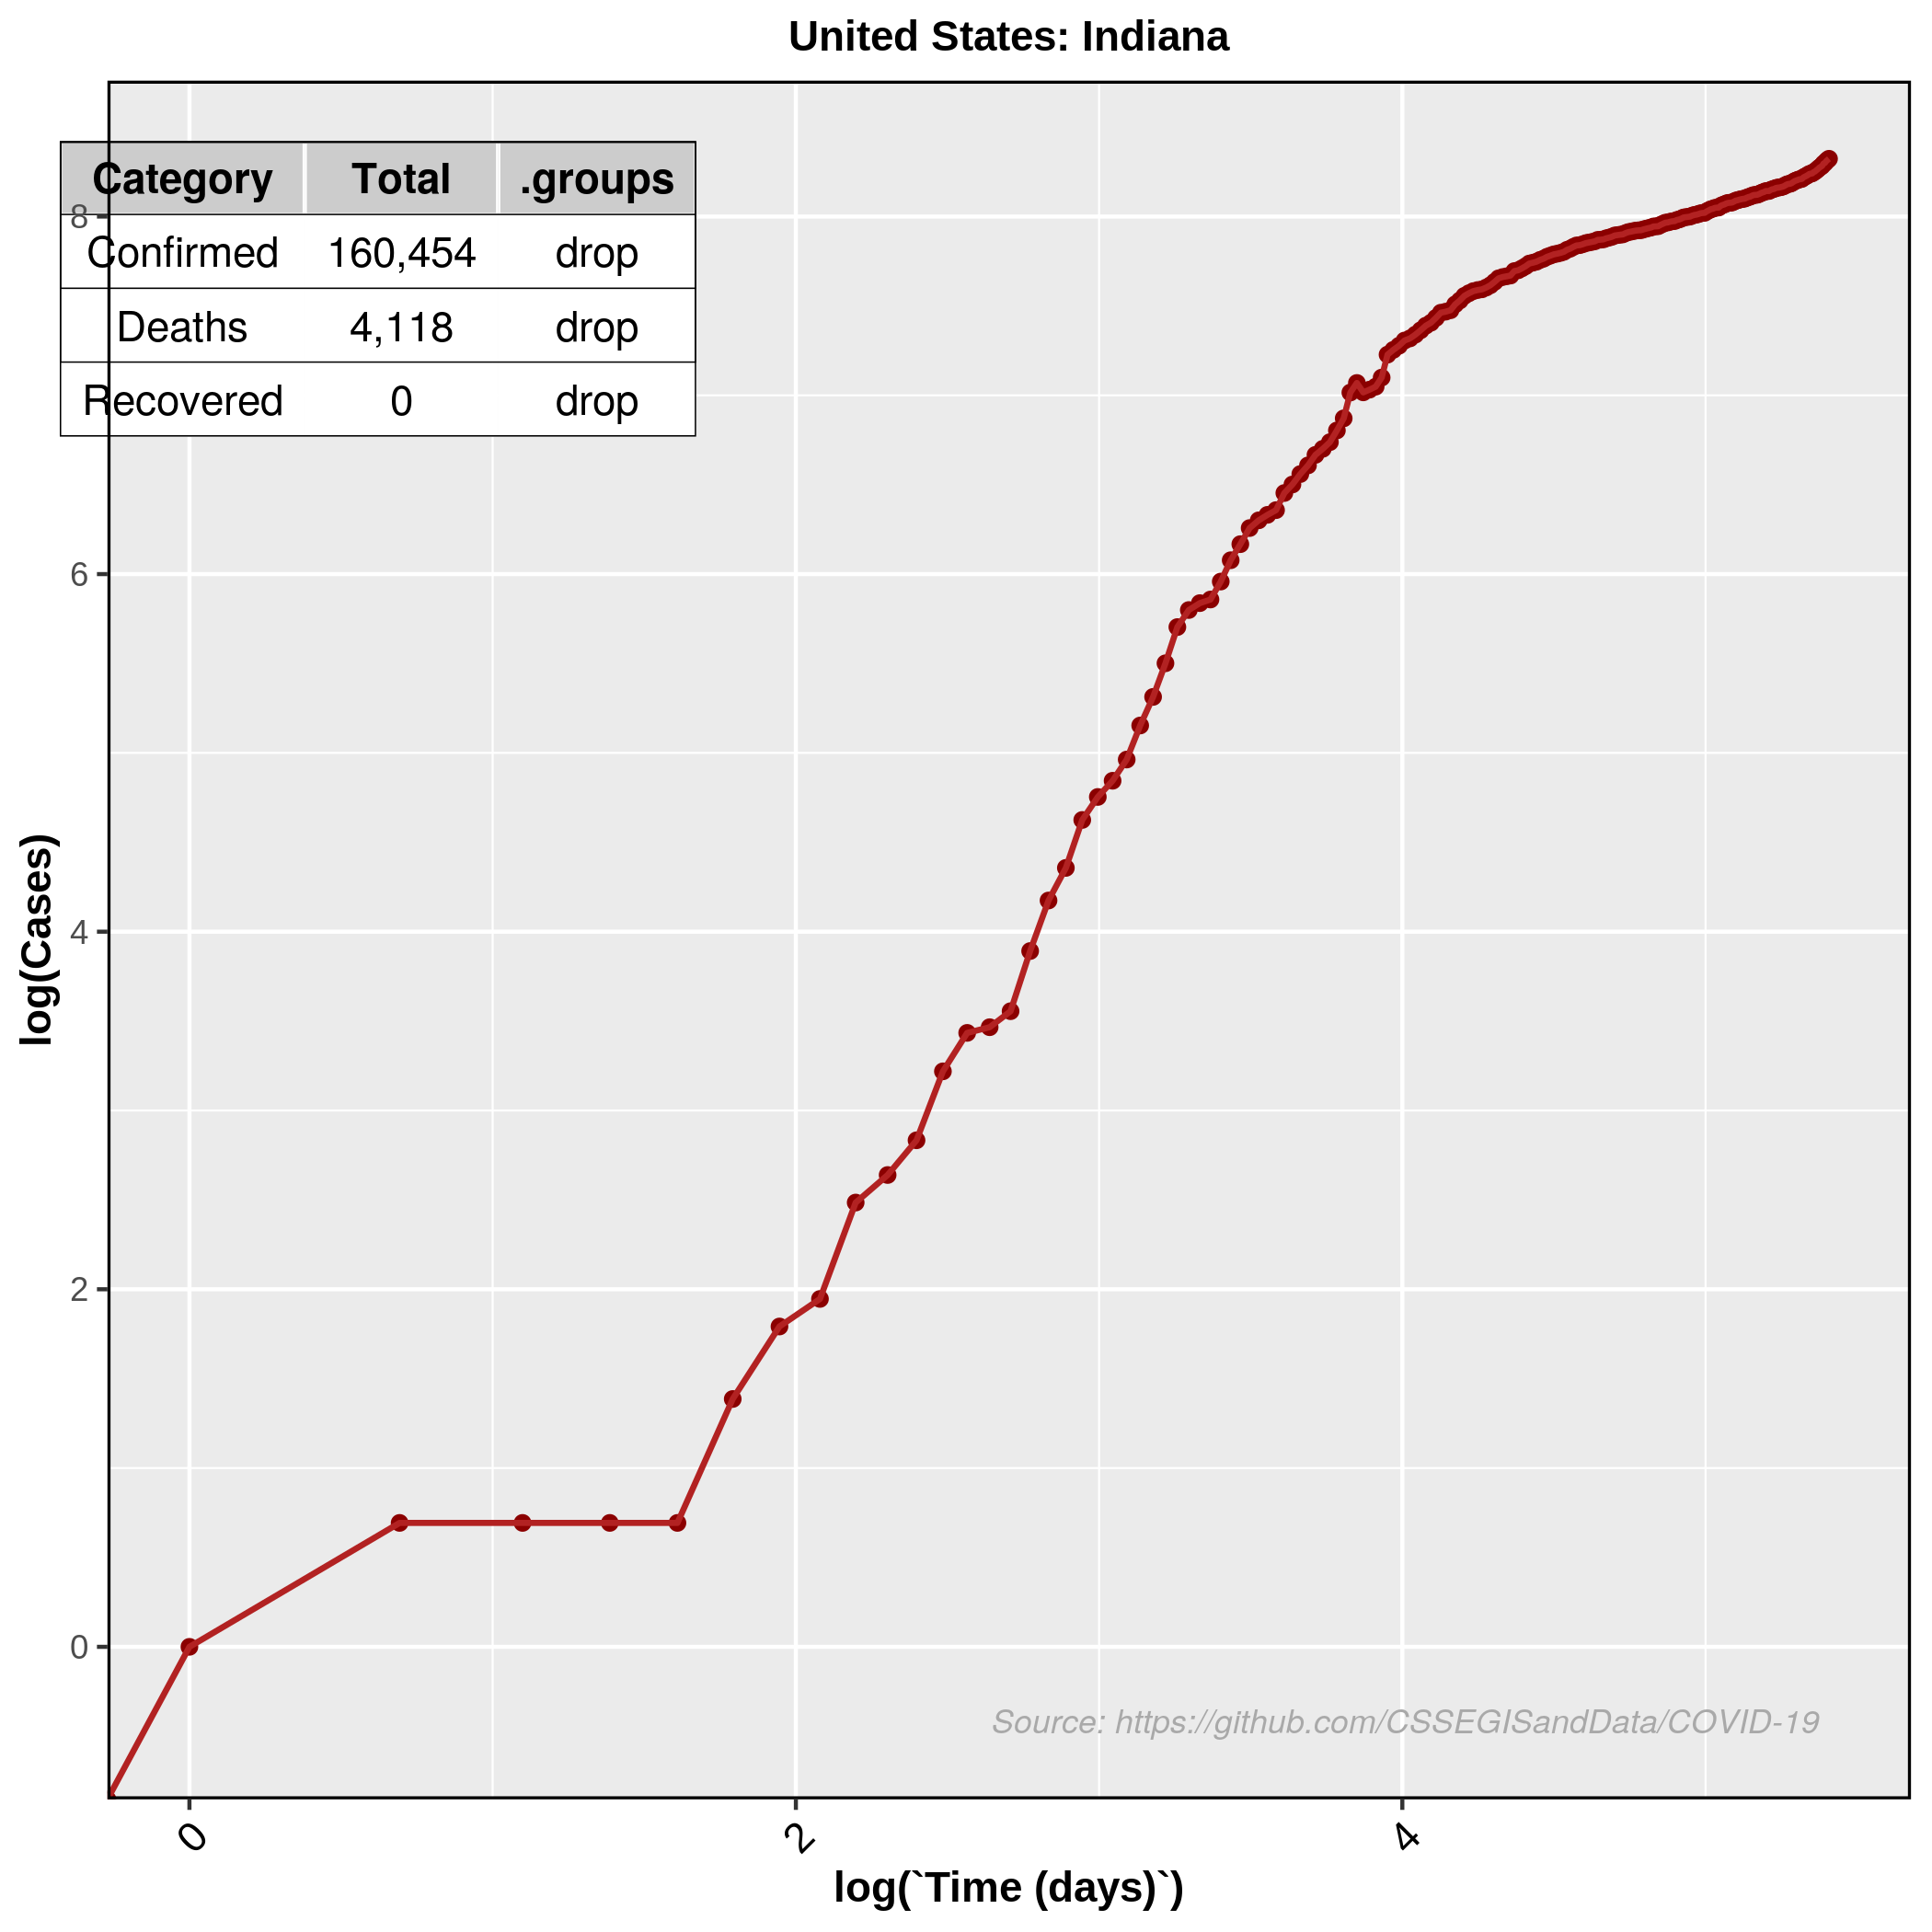 United States: Indiana
Category Total .groups
Confirmed 160,454 drop
Deaths 4,118 drop
Recovered 0 drop
8
6
4
2
0
log(Cases)
Source: https://github.com/CSSEGISandData/COVID-19
0 2 4
log(`Time (days)`)